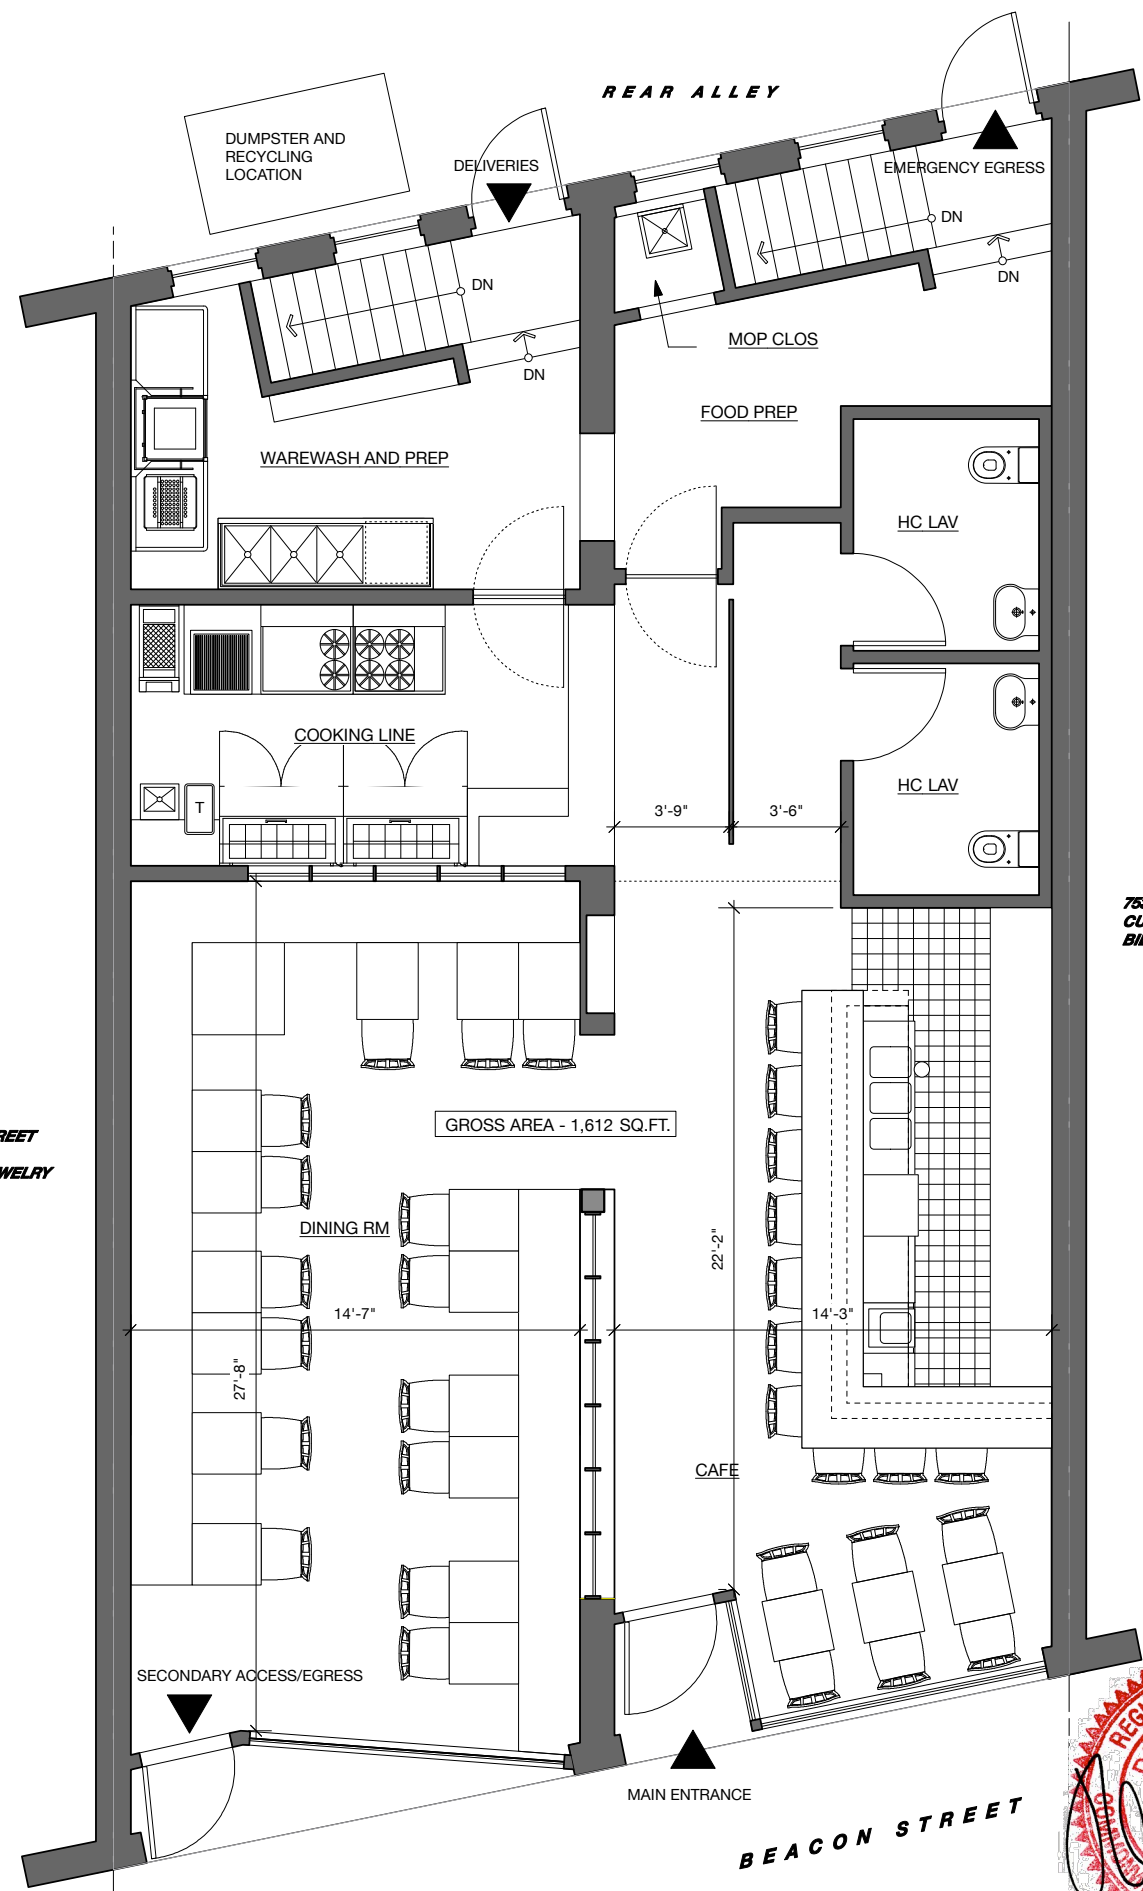 REAR ALLEY
DUMPSTER AND
RECYCLING
LOCATION
DELIVERIES
EMERGENCY EGRESS
DN
DN
DN
DN
MOP CLOS
FOOD PREP
WAREWASH AND PREP
HC LAV
COOKING LINE
HC LAV
T
3'-9"
3'-6"
GROSS AREA - 1,612 SQ.FT.
WELRY
DINING RM
22'-2"
14'-7"
14'-3"
27'-8"
CAFE
SECONDARY ACCESS/EGRESS
MAIN ENTRANCE
BEACON STREET